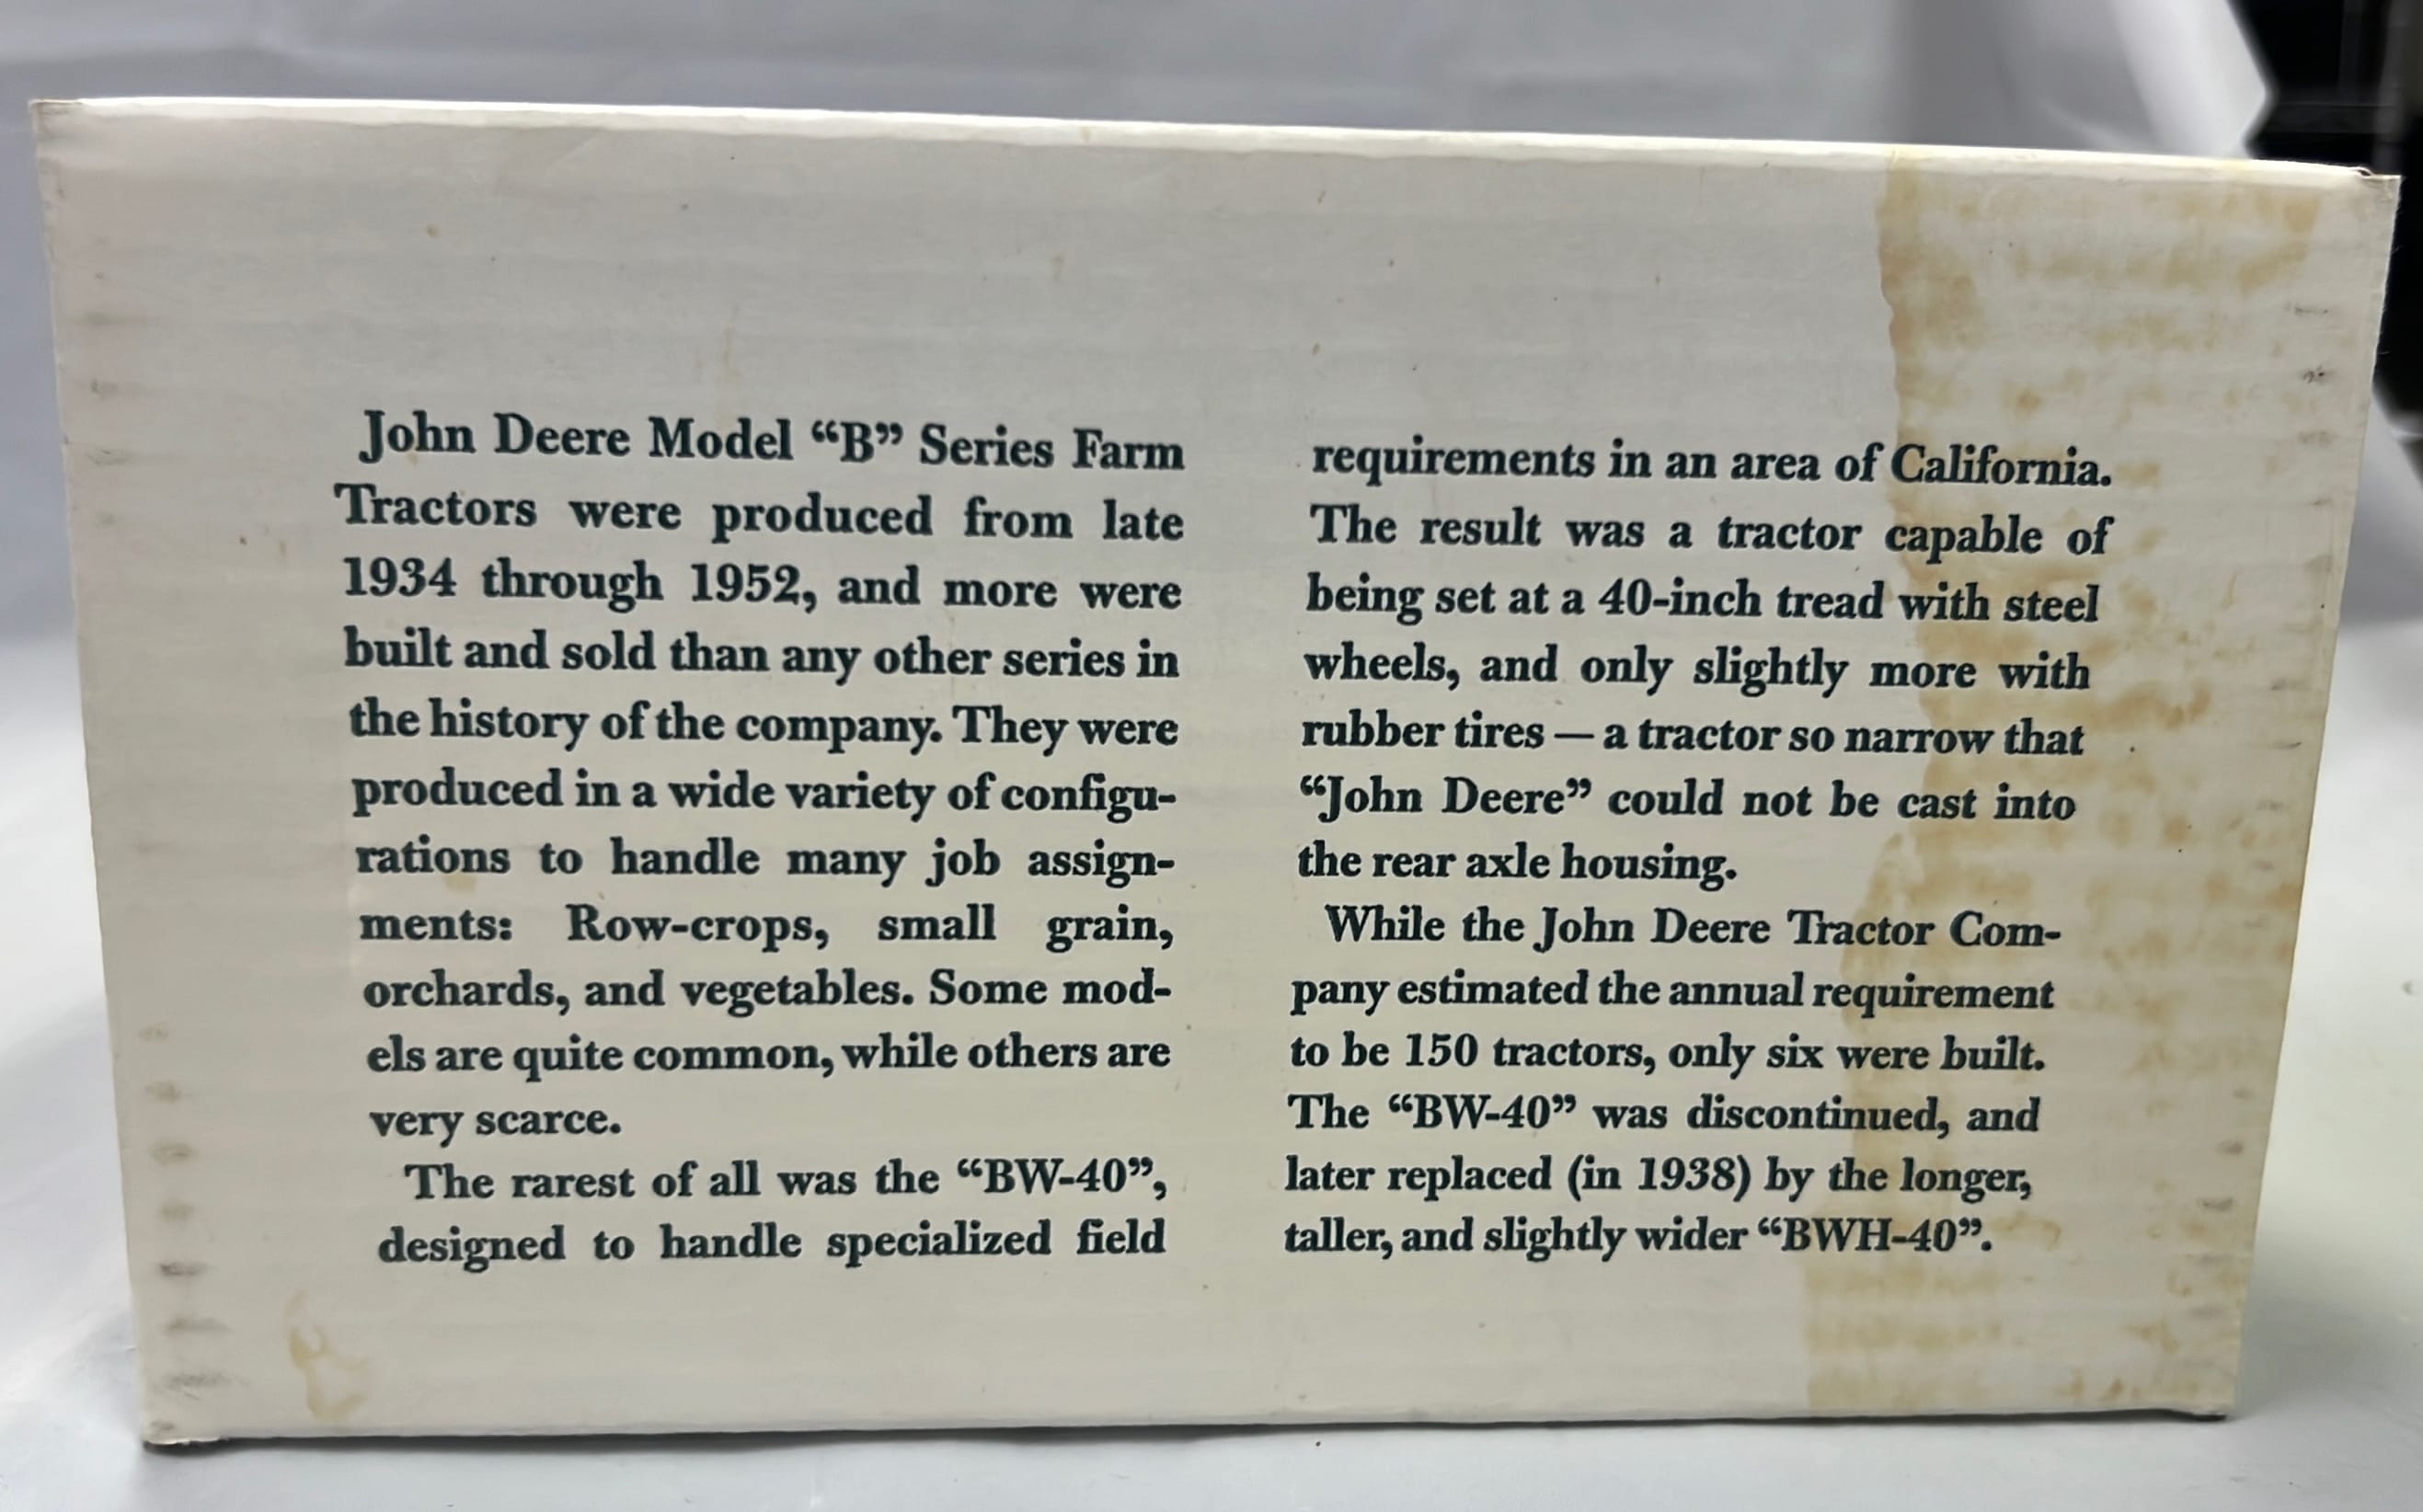 John Deere Model “B” Series Farm
Tractors were produced from late
1934 through 1952, and more were
built and sold than any other series in
the history of the company. They were
produced in a wide variety of configu-
rations to handle many job assign-
ments: Row-crops, small grain,
orchards, and vegetables. Some mod-
els are quite common, while others are
very scarce.
The rarest of all was the “BW-40”,
designed to handle specialized field
requirements in an area of California.
The result was a tractor capable of
being set at a 40-inch tread with steel
wheels, and only slightly more with
rubber tires — a tractor so narrow that
“John Deere” could not be cast into
the rear axle housing.
While the John Deere Tractor Com-
pany estimated the annual requirement
to be 150 tractors, only six were built.
The “BW-40” was discontinued, and
later replaced (in 1938) by the longer,
taller, and slightly wider “BWH-40”.